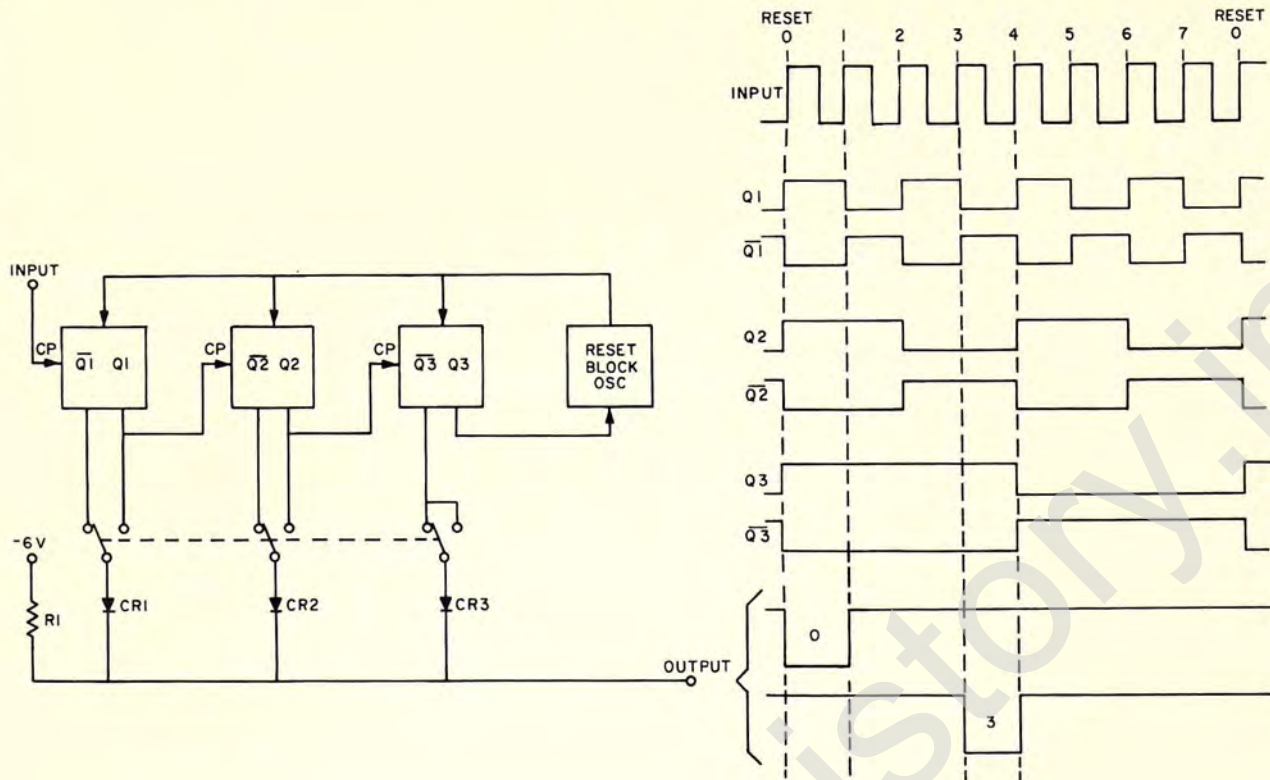 RESET RESET
0 1 2 3 4 5 6 7 0
INPUT
Q1
Q̅1̅
Q2
Q̅2̅
Q3
Q̅3̅
0
3
INPUT
CP Q̅1̅ Q1 CP Q̅2̅ Q2 CP Q̅3̅ Q3
RESET
BLOCK
OSC
-6V
R1 CR1 CR2 CR3
OUTPUT